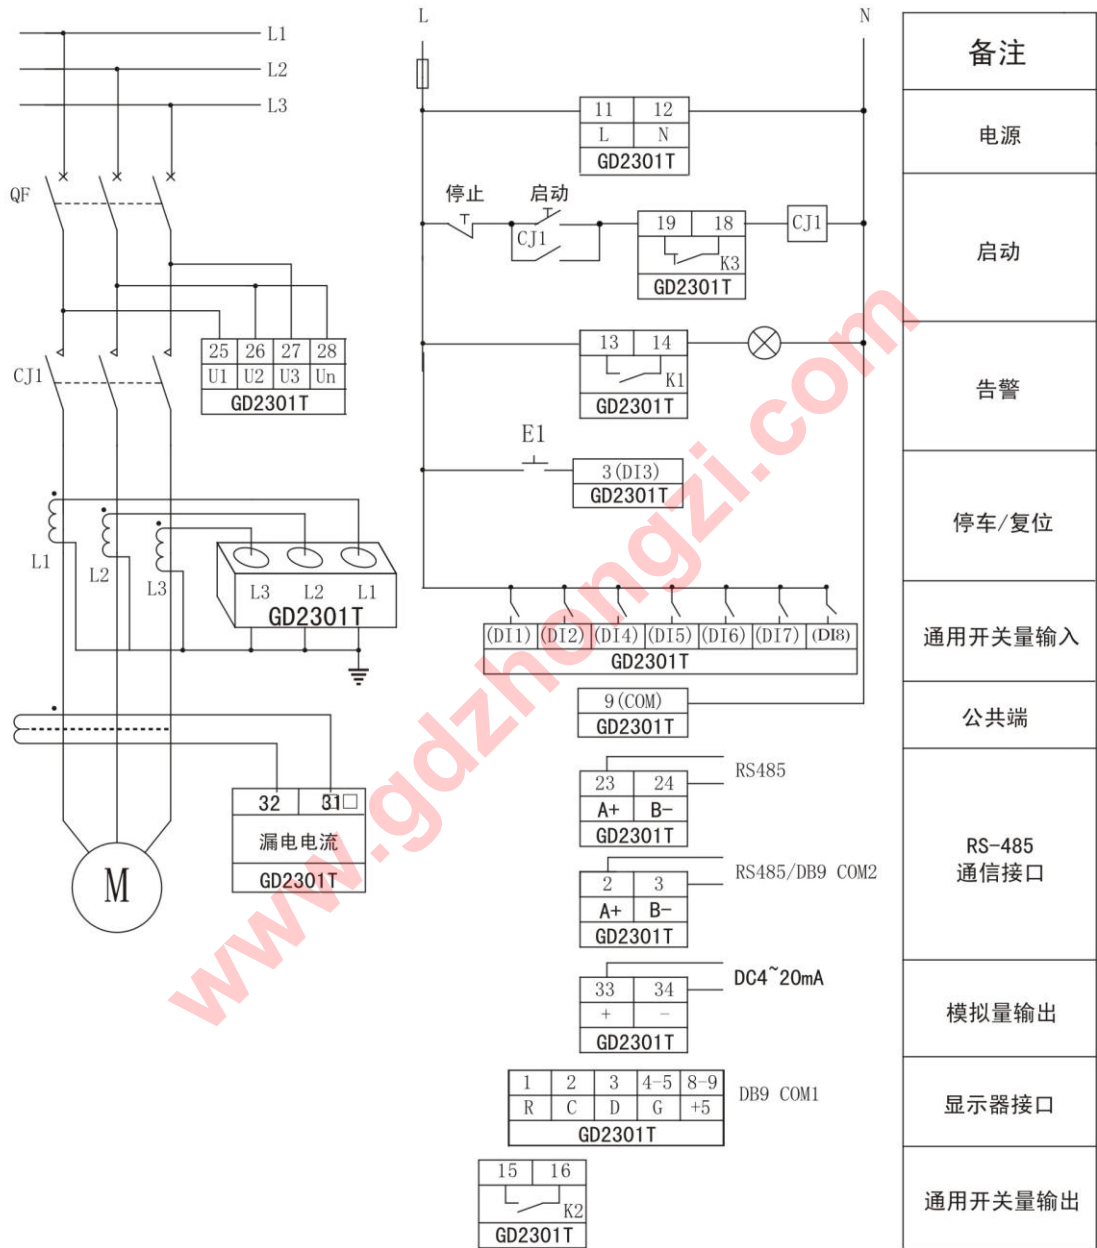 L1
L2
L3
QF
25 26 27 28
U1 U2 U3 Un
GD2301T
CJ1
L1
L2
L3
L3 L2 L1
GD2301T
32 31□□
漏电电流
GD2301T
M
L
N
11 12
L N
GD2301T
停止
启动
CJ1
19 18
K3
GD2301T
CJ1
13 14
K1
GD2301T
E1
3(DI3)
GD2301T
(DI1) (DI2) (DI4) (DI5) (DI6) (DI7) (DI8)
GD2301T
9(COM)
GD2301T
RS485
23 24
A+ B-
GD2301T
RS485/DB9 COM2
2 3
A+ B-
GD2301T
DC4~20mA
33 34
+ -
GD2301T
1 2 3 4-5 8-9
R C D G +5
GD2301T
DB9 COM1
15 16
K2
GD2301T
备注
电源
启动
告警
停车/复位
通用开关量输入
公共端
RS-485
通信接口
模拟量输出
显示器接口
通用开关量输出
www.gdzhongzi.com